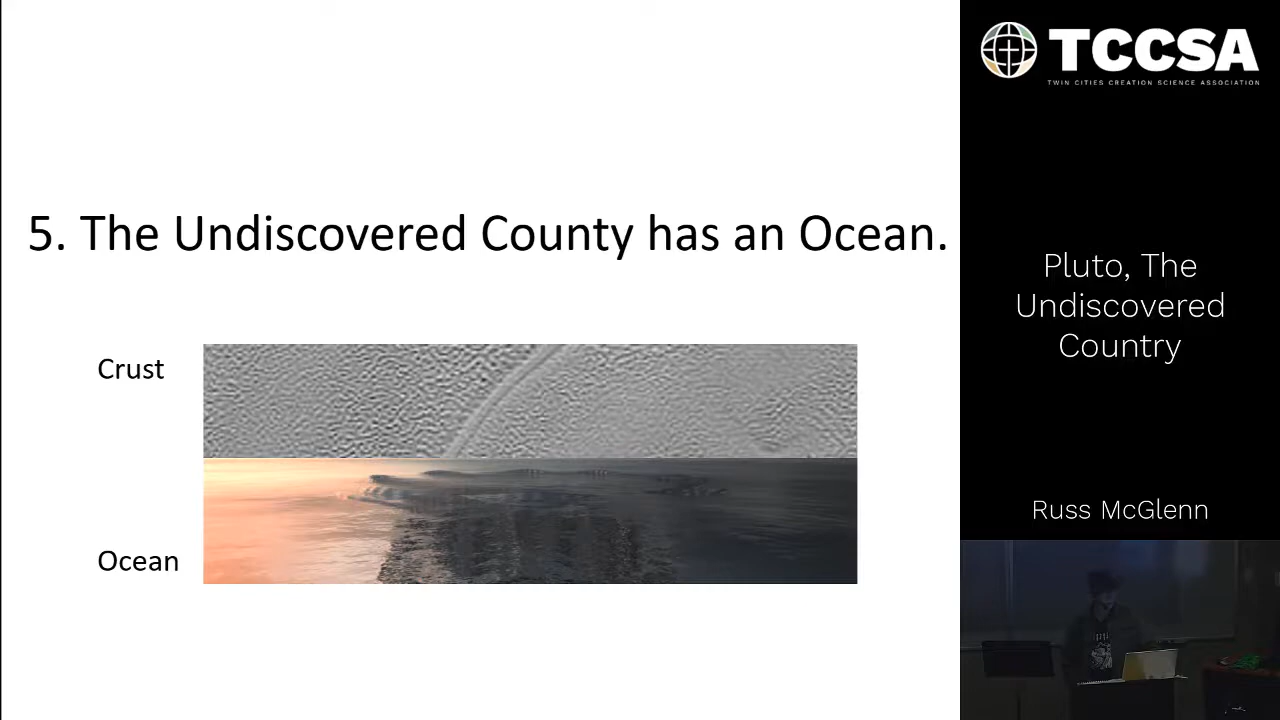 5. The Undiscovered County has an Ocean.
Crust
Ocean
TCCSA
TWIN CITIES CREATION SCIENCE ASSOCIATION
Pluto, The
Undiscovered
Country
Russ McGlenn